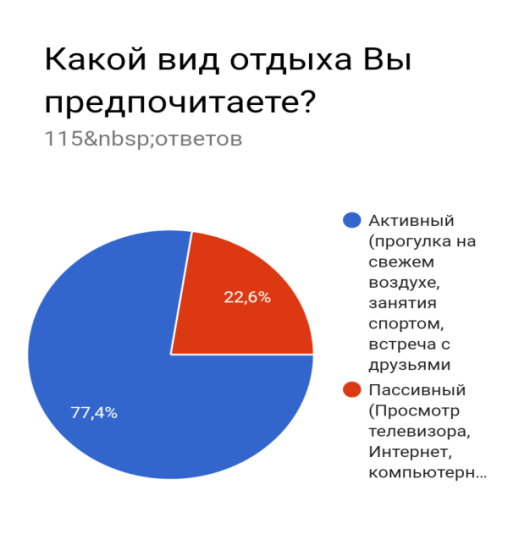 Какой вид отдыха Вы
предпочитаете?
115&nbsp;ответов
Активный
(прогулка на
свежем
воздухе,
занятия
спортом,
встреча с
друзьями
Пассивный
(Просмотр
телевизора,
Интернет,
компьютерн...
22,6%
77,4%